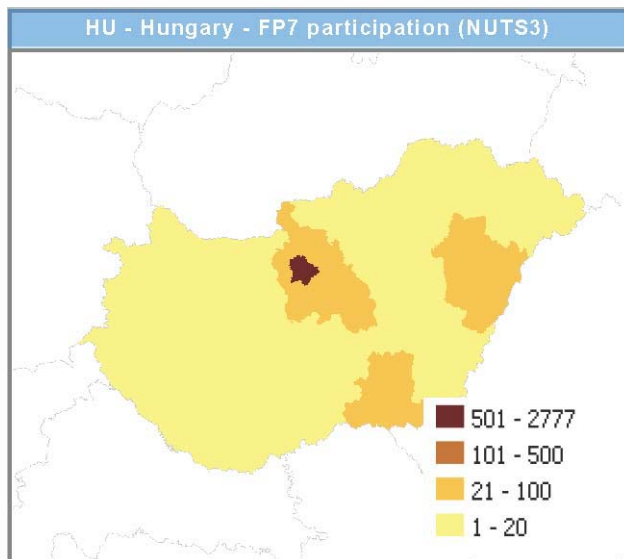 HU - Hungary - FP7 participation (NUTS3)
501 - 2777
101 - 500
21 - 100
1 - 20